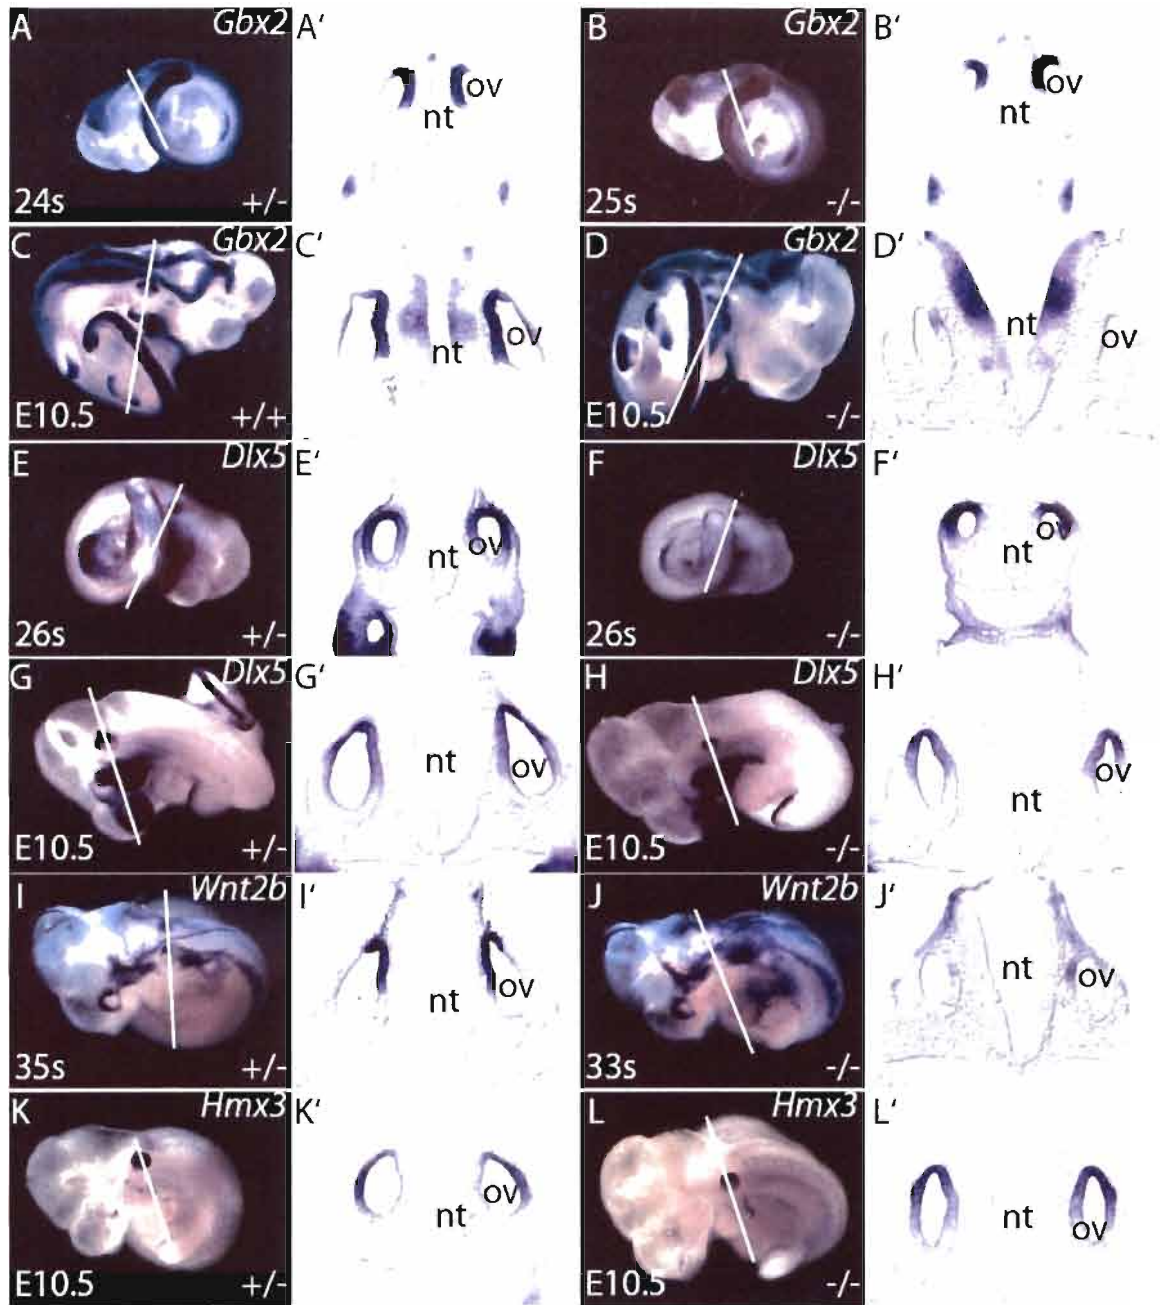 A Gbx2 A' B Gbx2 B'
ov ov
nt nt
24s +/- 25s -/-
C Gbx2 C' D Gbx2 D'
nt ov nt ov
E10.5 +/+ E10.5 -/-
E Dlx5 E' F Dlx5 F'
nt ov nt ov
26s +/- 26s -/-
G Dlx5 G' H Dlx5 H'
nt ov nt ov
E10.5 +/- E10.5 -/-
I Wnt2b I' J Wnt2b J'
nt ov nt ov
35s +/- 33s -/-
K Hmx3 K' L Hmx3 L'
nt ov nt ov
E10.5 +/- E10.5 -/-